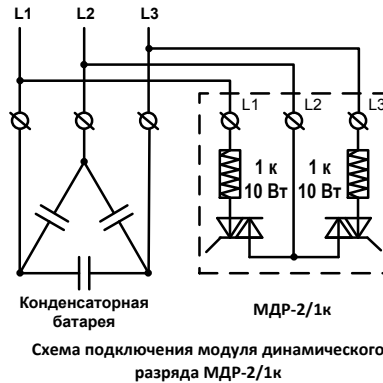 L1 L2 L3
L1 L2 L3
1 к 1 к
10 Вт 10 Вт
Конденсаторная
батарея
МДР-2/1к
Схема подключения модуля динамического
разряда МДР-2/1к